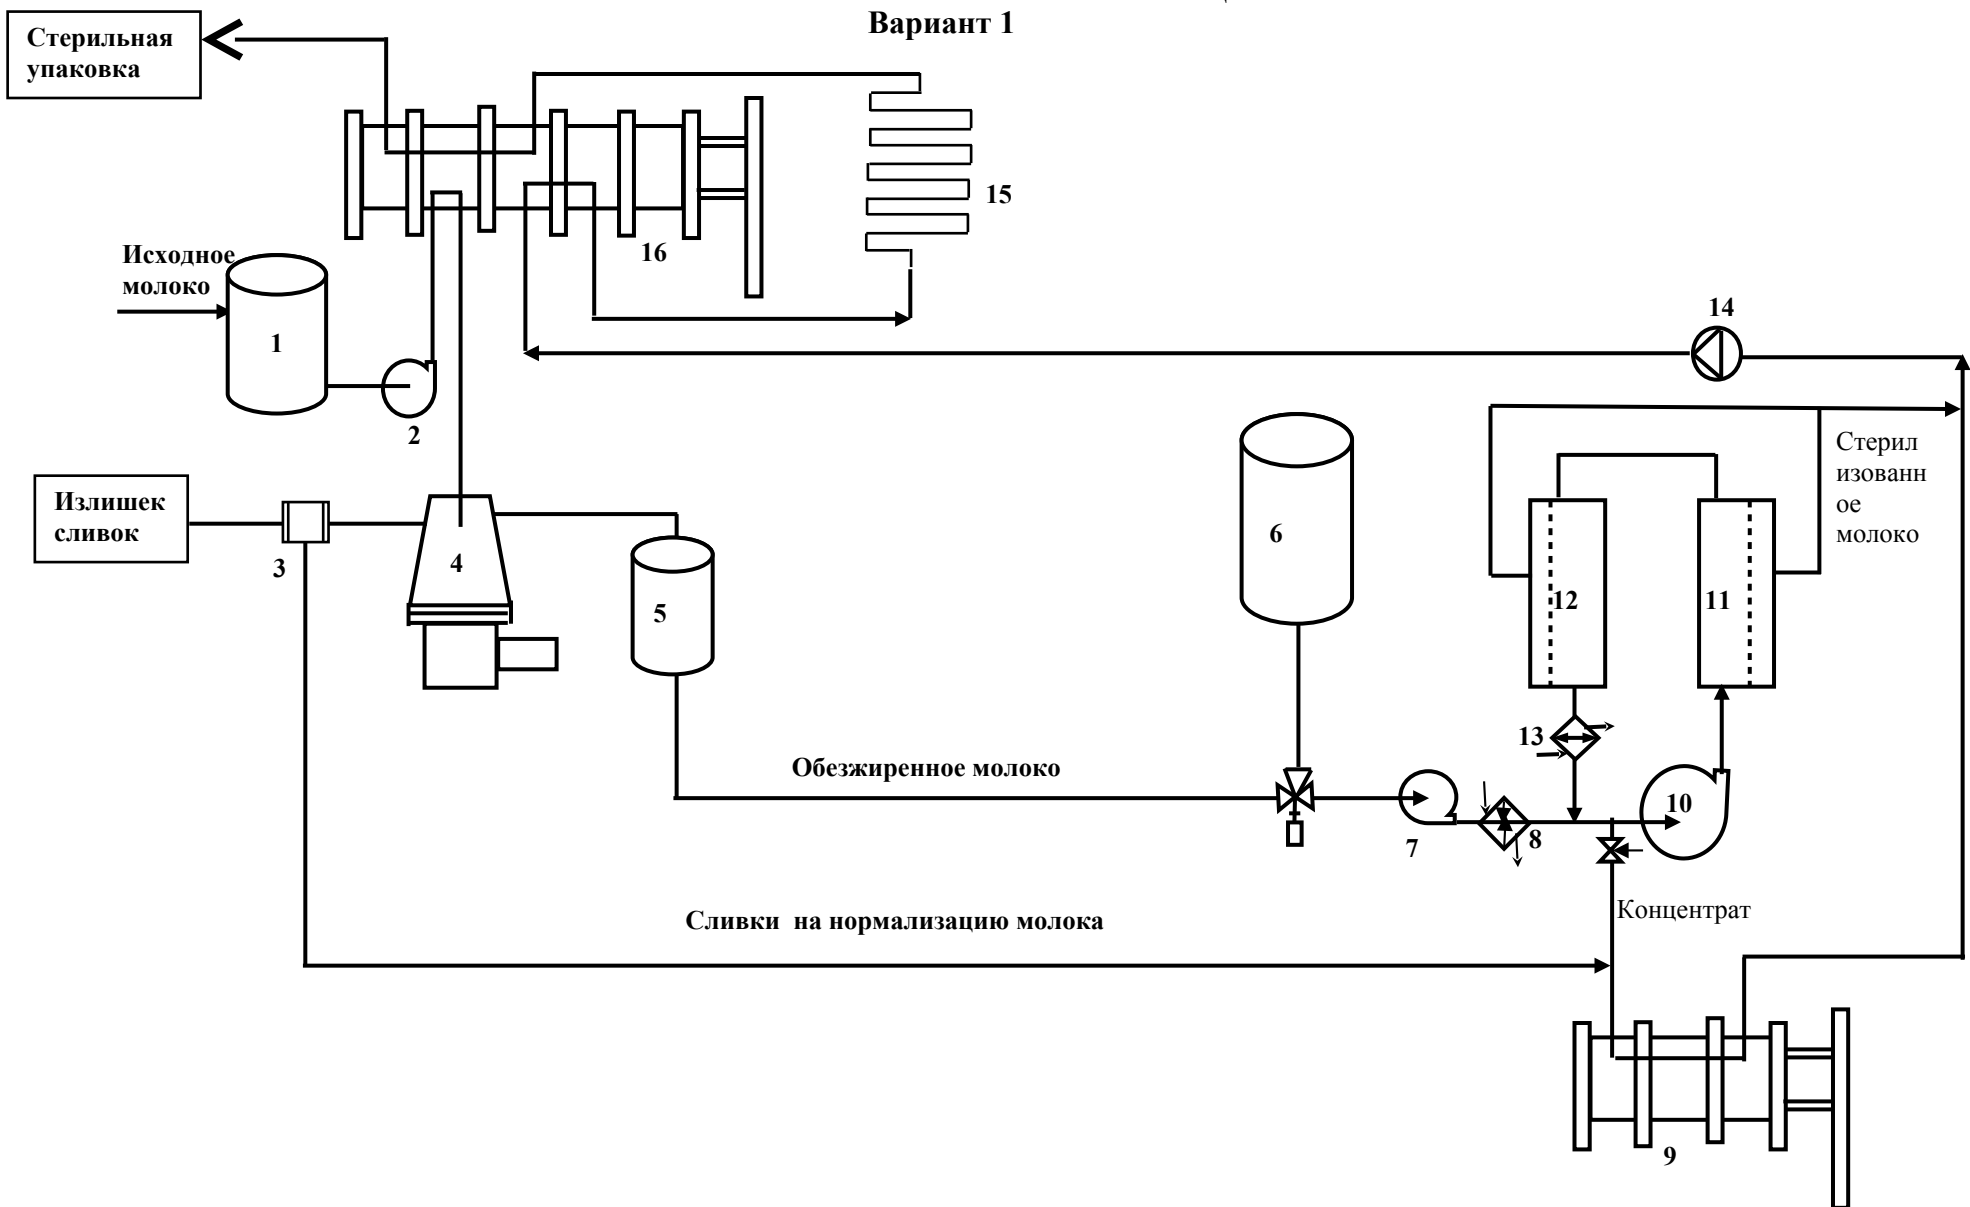 Вариант 1
Стерильная
упаковка
15
16
Исходное
молоко
1
2
14
Стерил
изованн
ое
молоко
Излишек
сливок
3
4
5
6
12
11
13
Обезжиренное молоко
7
8
10
Концентрат
Сливки на нормализацию молока
9